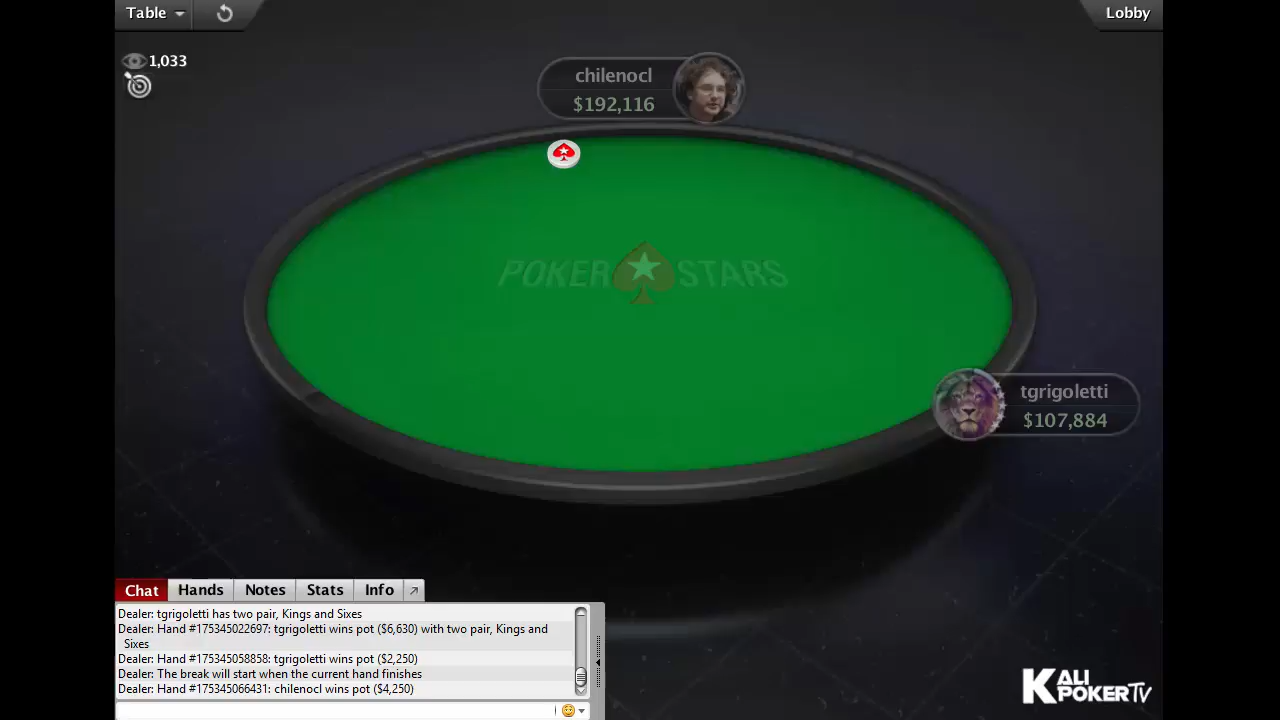 Table
Lobby
1,033
chilenocl
$192,116
POKER STARS
tgrigoletti
$107,884
Chat Hands Notes Stats Info
Dealer: tgrigoletti has two pair, Kings and Sixes
Dealer: Hand #175345022697: tgrigoletti wins pot ($6,630) with two pair, Kings and
Sixes
Dealer: Hand #175345058858: tgrigoletti wins pot ($2,250)
Dealer: The break will start when the current hand finishes
Dealer: Hand #175345066431: chilenocl wins pot ($4,250)
KALI
POKERTV